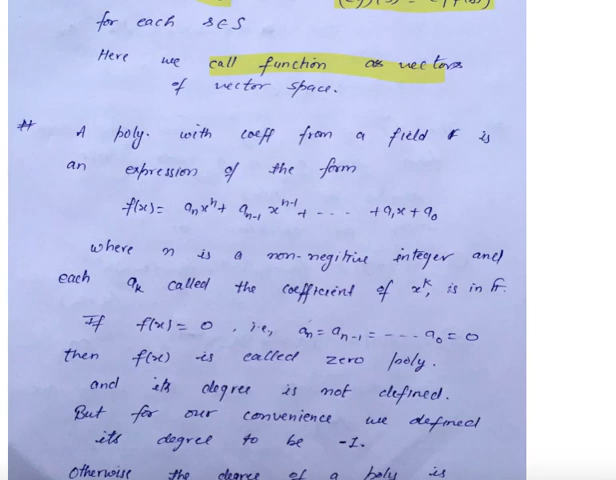 for each s∈S
Here we call function as vectors
of vector space.
# A poly. with coeff from a field F is
an expression of the form
f(x)= aₙxⁿ + aₙ₋₁ xⁿ⁻¹ + - - - + a₁x + a₀
where n is a non-negitive integer and
each aₖ called the coefficient of xᵏ, is in F.
If f(x) = 0 , i.e, aₙ = aₙ₋₁ = - - - - a₀ = 0
then f(x) is called zero poly.
and its degree is not defined.
But for our convenience we defined
its degree to be -1.
Otherwise the degree of a poly is